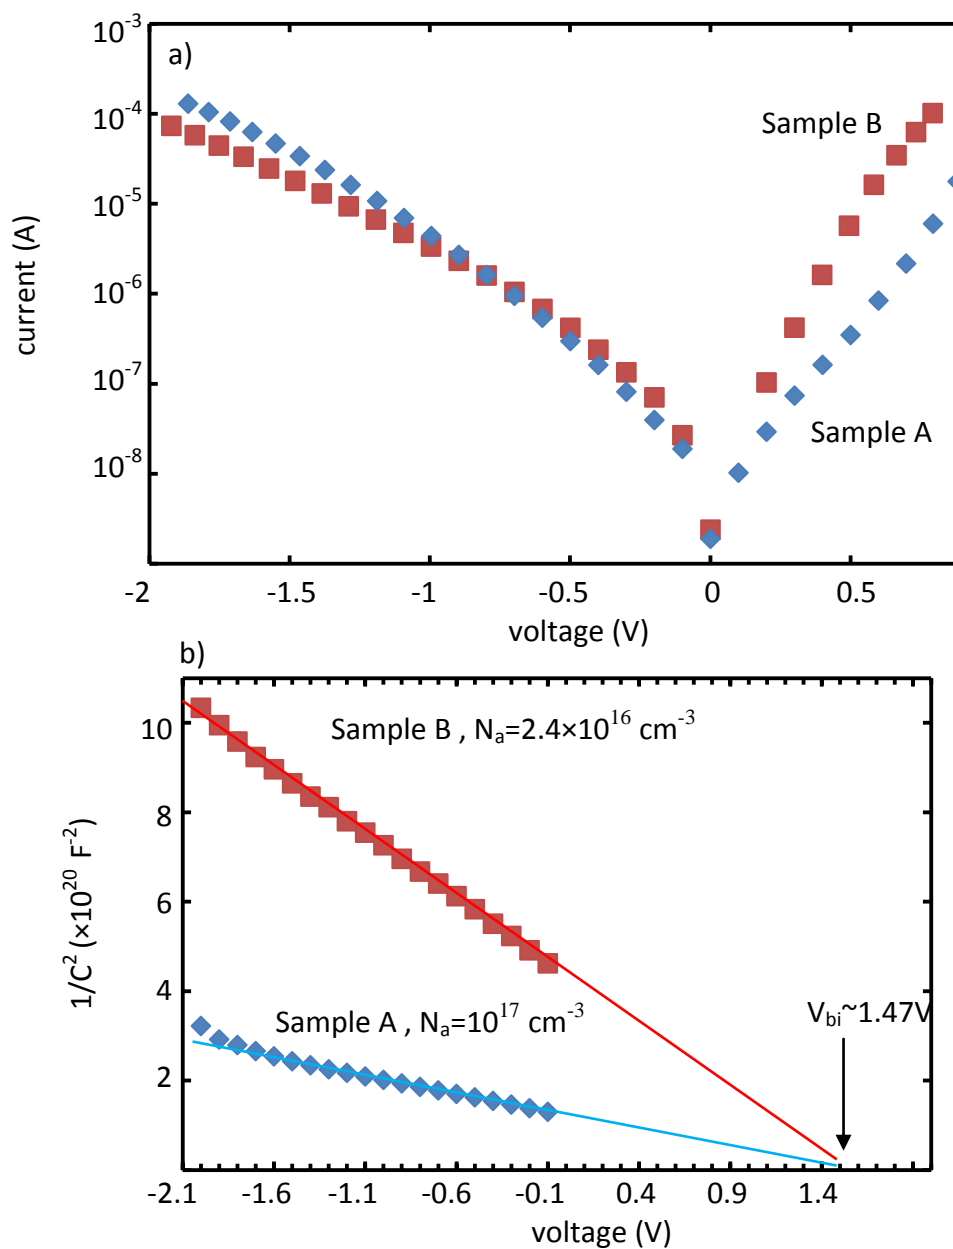 a)
10⁻³
10⁻⁴
10⁻⁵
10⁻⁶
10⁻⁷
10⁻⁸
current (A)
Sample B
Sample A
-2 -1.5 -1 -0.5 0 0.5
voltage (V)
b)
10
8
6
4
2
1/C² (×10²⁰ F⁻²)
Sample B , Nₐ=2.4×10¹⁶ cm⁻³
Sample A , Nₐ=10¹⁷ cm⁻³
V_bi~1.47V
-2.1 -1.6 -1.1 -0.6 -0.1 0.4 0.9 1.4
voltage (V)